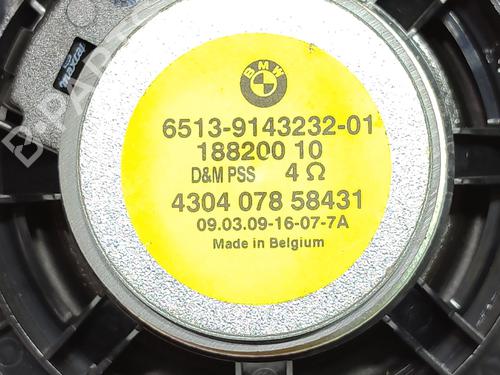 BMW
6513-9143232-01
188200 10
D&M PSS 4 Ω
4304 078 58431
09.03.09-16-07-7A
Made in Belgium
B PARTS